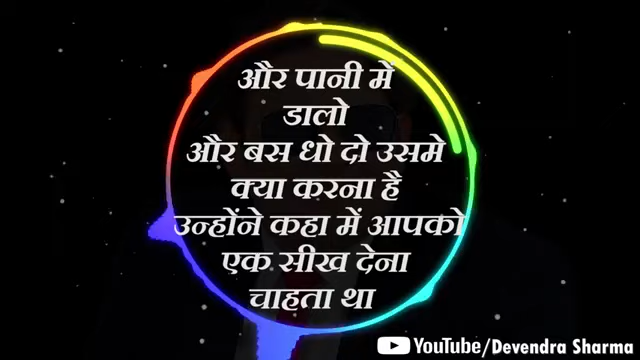 और पानी में
डालो
और बस धो दो उसमे
क्या करना है
उन्होंने कहा में आपको
एक सीख देना
चाहता था
YouTube/Devendra Sharma